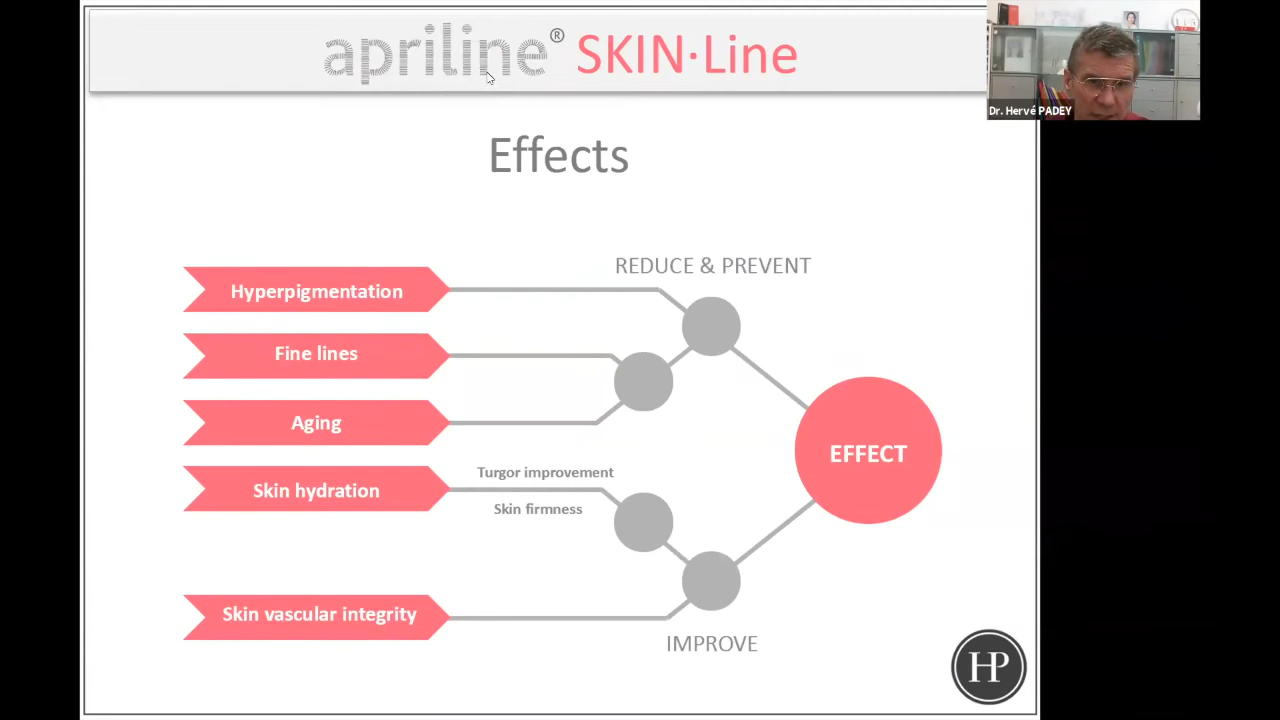 apriline® SKIN·Line
Dr. Hervé PADEY
Effects
REDUCE & PREVENT
Hyperpigmentation
Fine lines
Aging
EFFECT
Turgor improvement
Skin hydration
Skin firmness
Skin vascular integrity
IMPROVE
HP